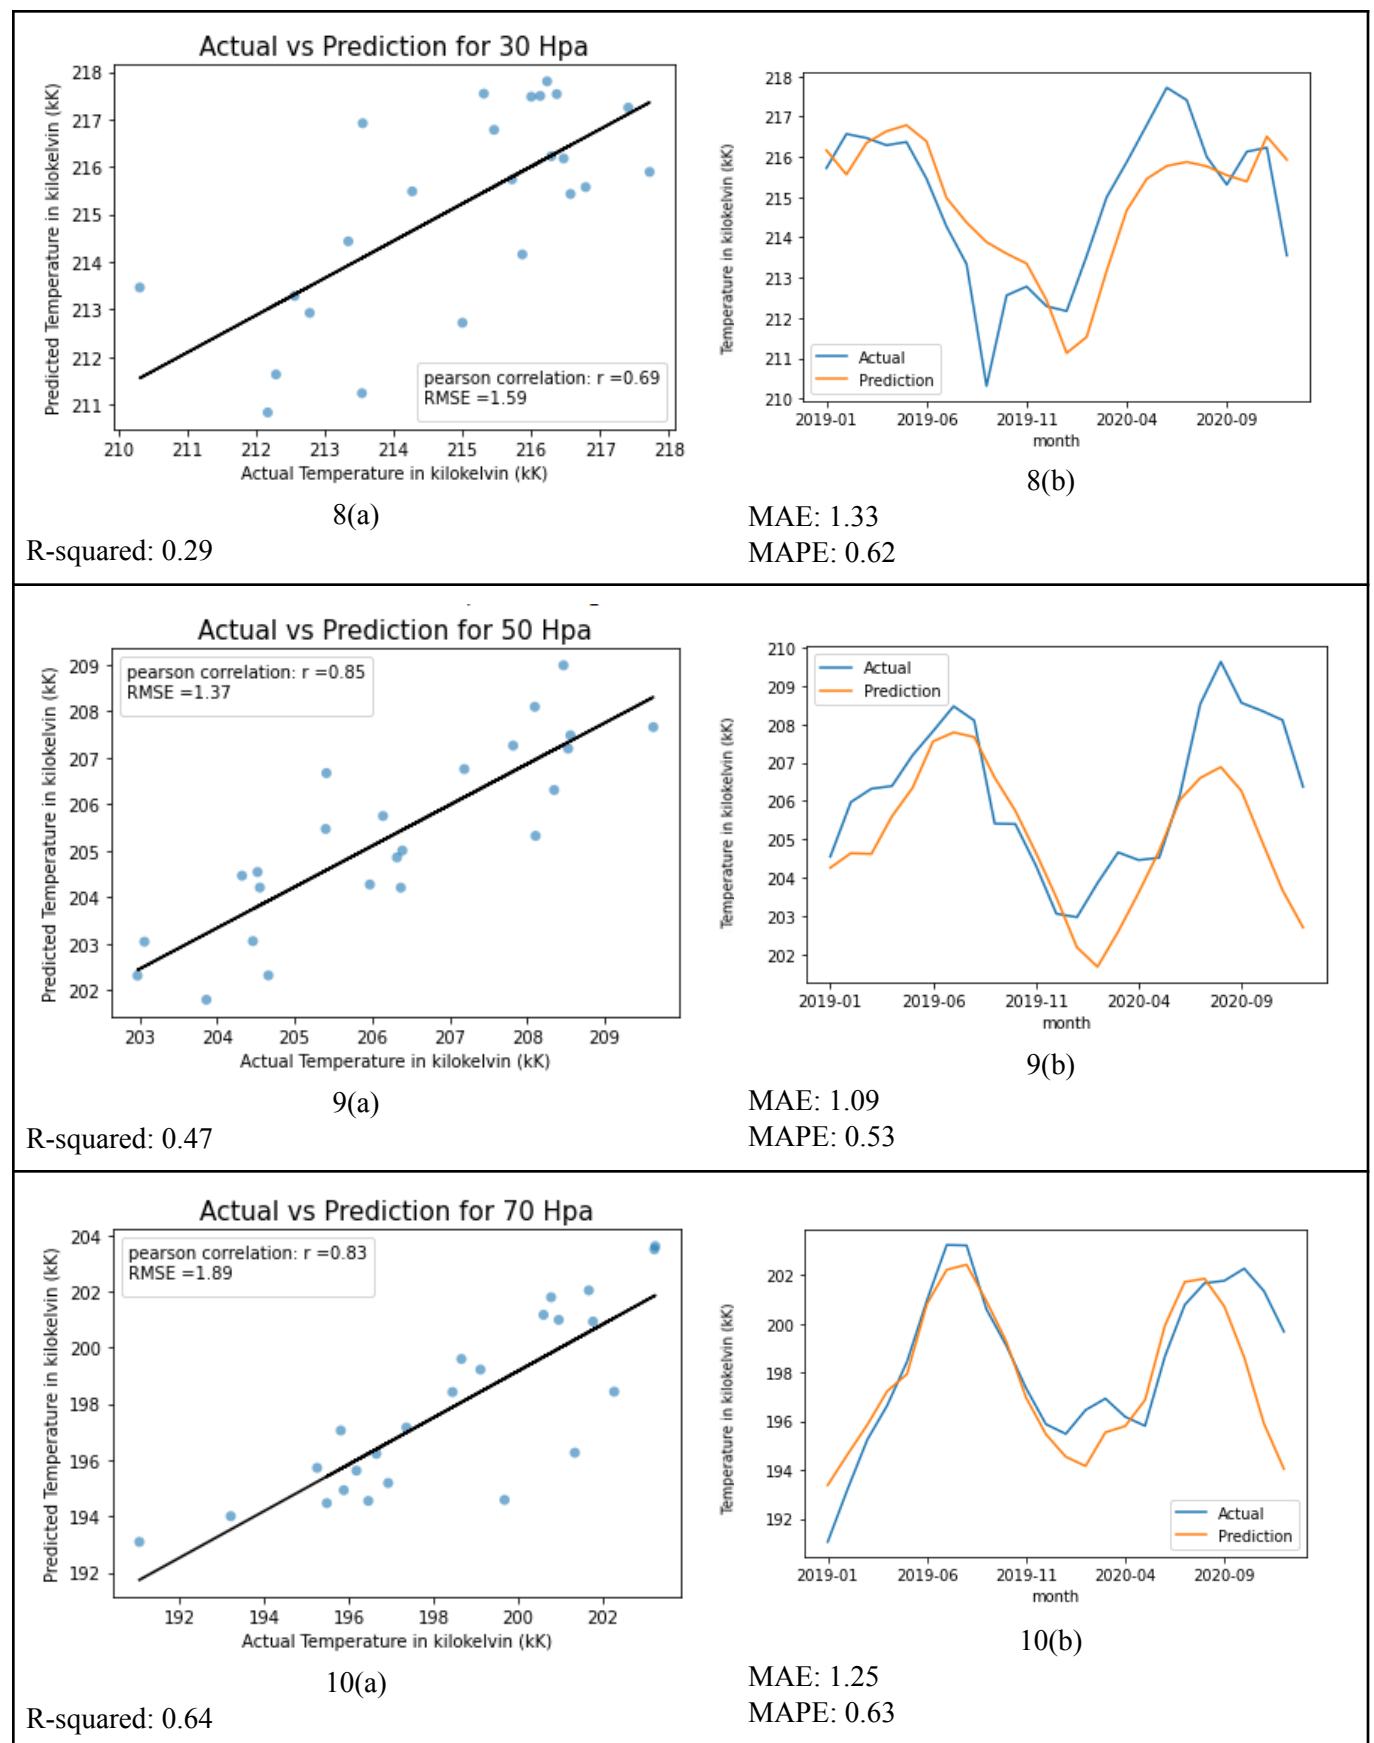 Actual vs Prediction for 30 Hpa
Predicted Temperature in kilokelvin (kK)
218
217
216
215
214
213
212
211
pearson correlation: r =0.69
RMSE =1.59
210 211 212 213 214 215 216 217 218
Actual Temperature in kilokelvin (kK)
8(a)
R-squared: 0.29
Temperature in kilokelvin (kK)
218
217
216
215
214
213
212
211
210
Actual
Prediction
2019-01 2019-06 2019-11 2020-04 2020-09
month
8(b)
MAE: 1.33
MAPE: 0.62
Actual vs Prediction for 50 Hpa
Predicted Temperature in kilokelvin (kK)
pearson correlation: r =0.85
RMSE =1.37
209
208
207
206
205
204
203
202
203 204 205 206 207 208 209
Actual Temperature in kilokelvin (kK)
9(a)
R-squared: 0.47
Temperature in kilokelvin (kK)
210
209
208
207
206
205
204
203
202
Actual
Prediction
2019-01 2019-06 2019-11 2020-04 2020-09
month
9(b)
MAE: 1.09
MAPE: 0.53
Actual vs Prediction for 70 Hpa
Predicted Temperature in kilokelvin (kK)
pearson correlation: r =0.83
RMSE =1.89
204
202
200
198
196
194
192
192 194 196 198 200 202
Actual Temperature in kilokelvin (kK)
10(a)
R-squared: 0.64
Temperature in kilokelvin (kK)
202
200
198
196
194
192
Actual
Prediction
2019-01 2019-06 2019-11 2020-04 2020-09
month
10(b)
MAE: 1.25
MAPE: 0.63